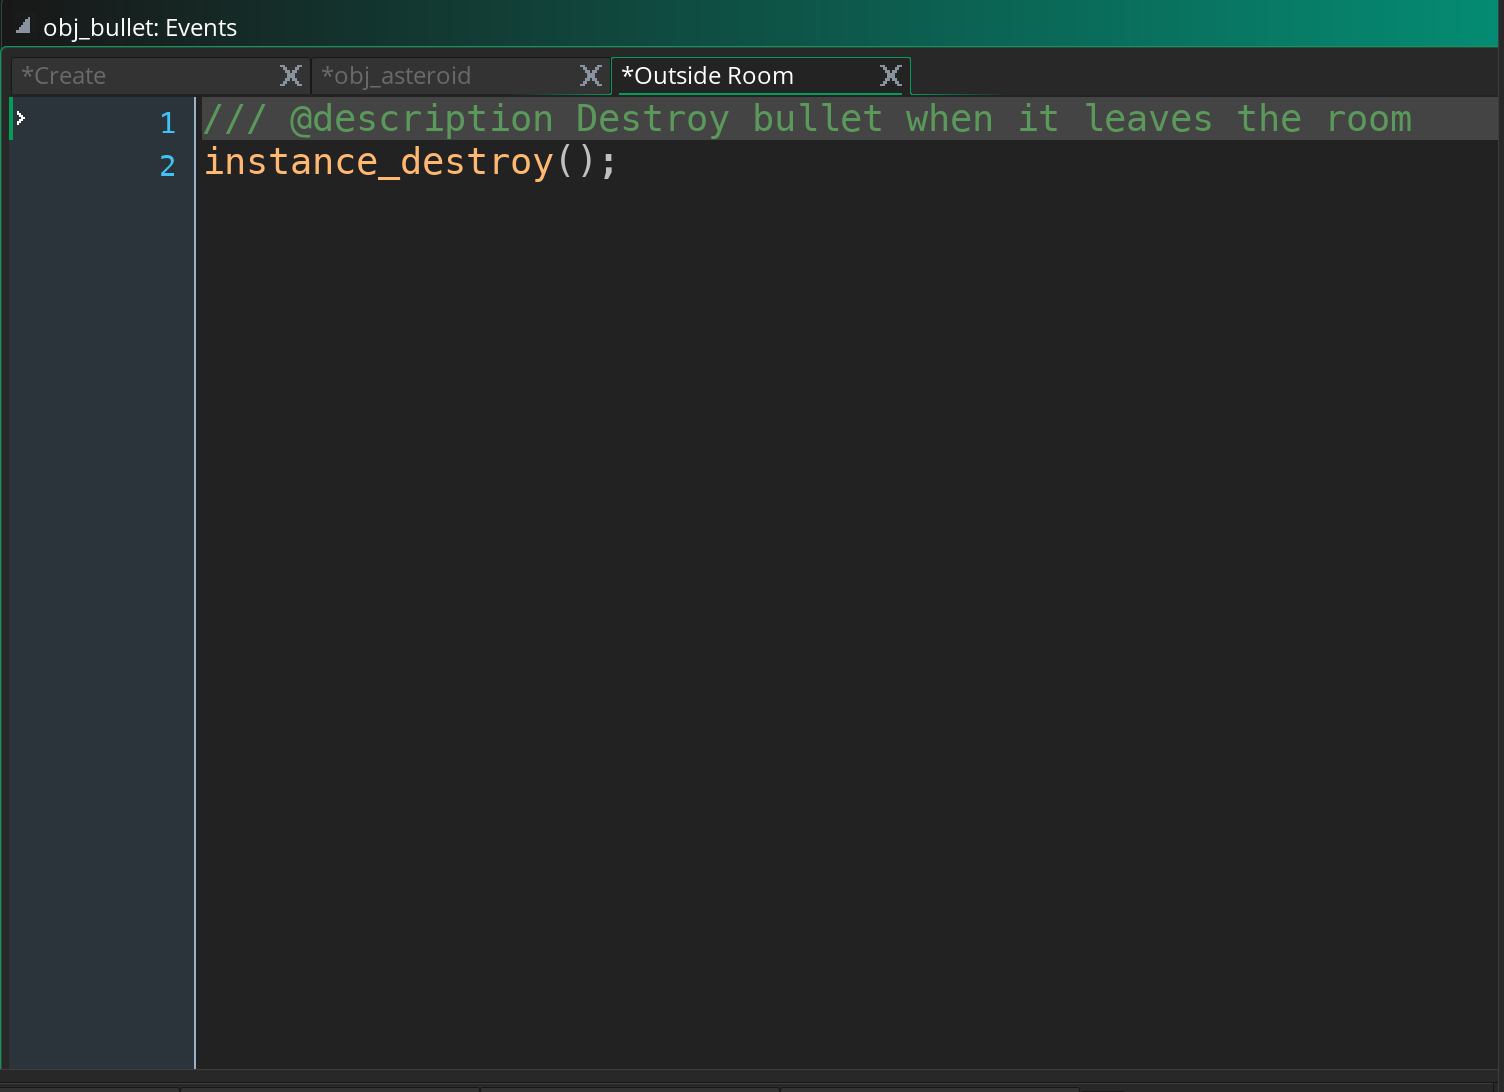 obj_bullet: Events
*Create *obj_asteroid *Outside Room
1 /// @description Destroy bullet when it leaves the room
2 instance_destroy();